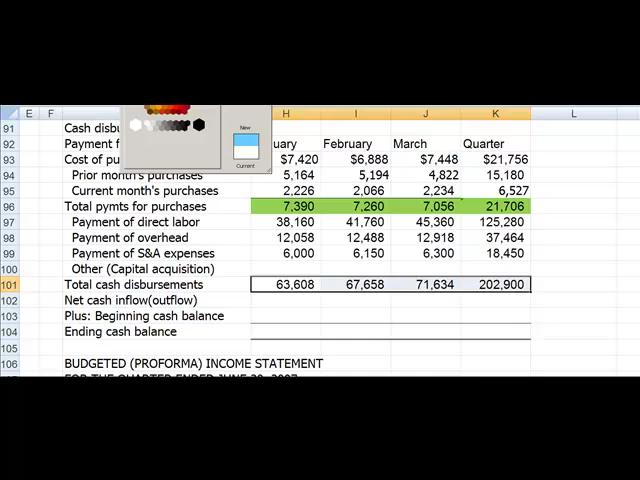 New
Current
E F H I J K L
91 Cash disbu
92 Payment f uary February March Quarter
93 Cost of pu $7,420 $6,888 $7,448 $21,756
94 Prior month's purchases 5,164 5,194 4,822 15,180
95 Current month's purchases 2,226 2,066 2,234 6,527
96 Total pymts for purchases 7,390 7,260 7,056 21,706
97 Payment of direct labor 38,160 41,760 45,360 125,280
98 Payment of overhead 12,058 12,488 12,918 37,464
99 Payment of S&A expenses 6,000 6,150 6,300 18,450
100 Other (Capital acquisition)
101 Total cash disbursements 63,608 67,658 71,634 202,900
102 Net cash inflow(outflow)
103 Plus: Beginning cash balance
104 Ending cash balance
105
106 BUDGETED (PROFORMA) INCOME STATEMENT
FOR THE QUARTER ENDED JUNE 30, 2007